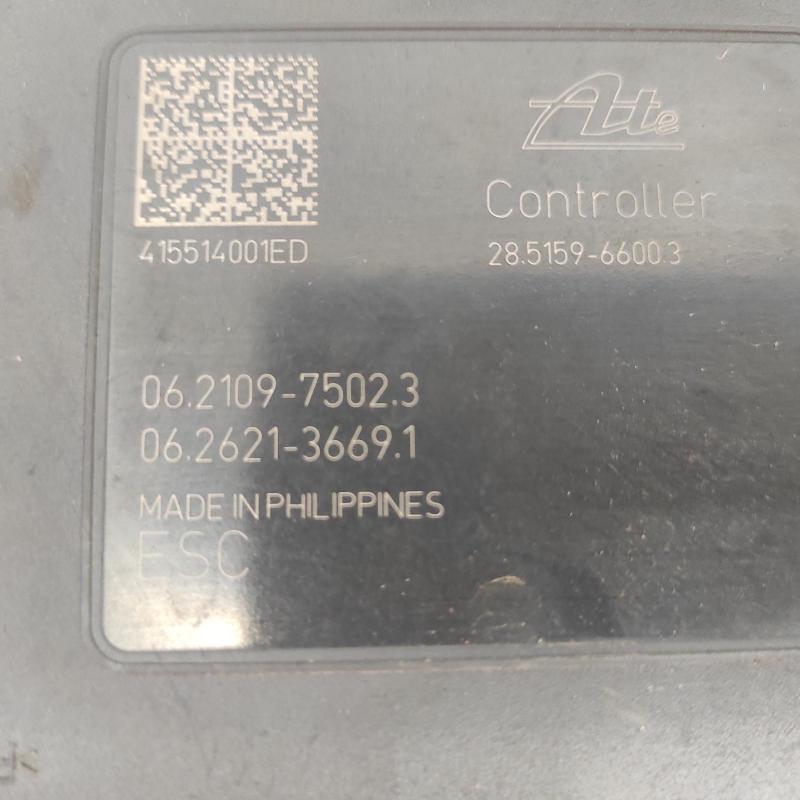 Ate
Controller
415514001ED
28.5159-6600.3
06.2109-7502.3
06.2621-3669.1
MADE IN PHILIPPINES
ESC